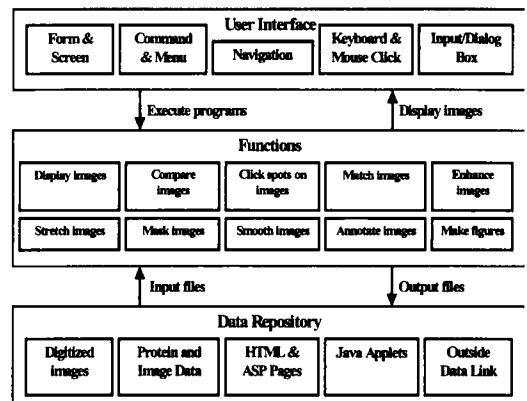 User Interface
Form &
Screen
Command
& Menu
Navigation
Keyboard &
Mouse Click
Input/Dialog
Box
Execute programs
Display images
Functions
Display images
Compare
images
Click spots on
images
Match images
Enhance
images
Stretch images
Mask images
Smooth images
Annotate images
Make figures
Input files
Output files
Data Repository
Digitized
images
Protein and
Image Data
HTML &
ASP Pages
Java Applets
Outside
Data Link